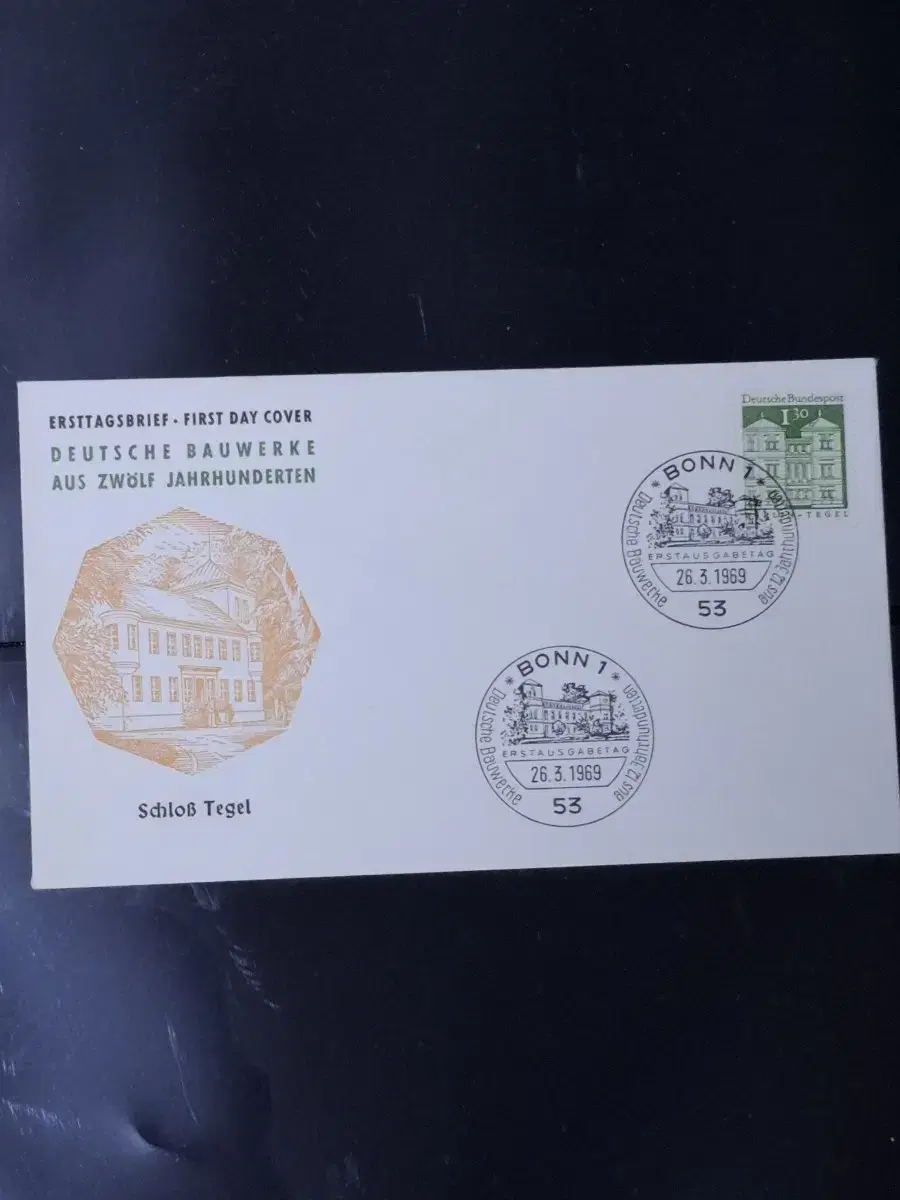 ERSTTAGSBRIEF · FIRST DAY COVER
DEUTSCHE BAUWERKE
AUS ZWÖLF JAHRHUNDERTEN
Schloß Tegel
Deutsche Bundespost
130
TEGEL
* BONN 1 *
ERSTAUSGABETAG
26.3.1969
53
Deutsche Bauwerke aus 12 Jahrhunderten
* BONN 1 *
ERSTAUSGABETAG
26.3.1969
53
Deutsche Bauwerke aus 12 Jahrhunderten